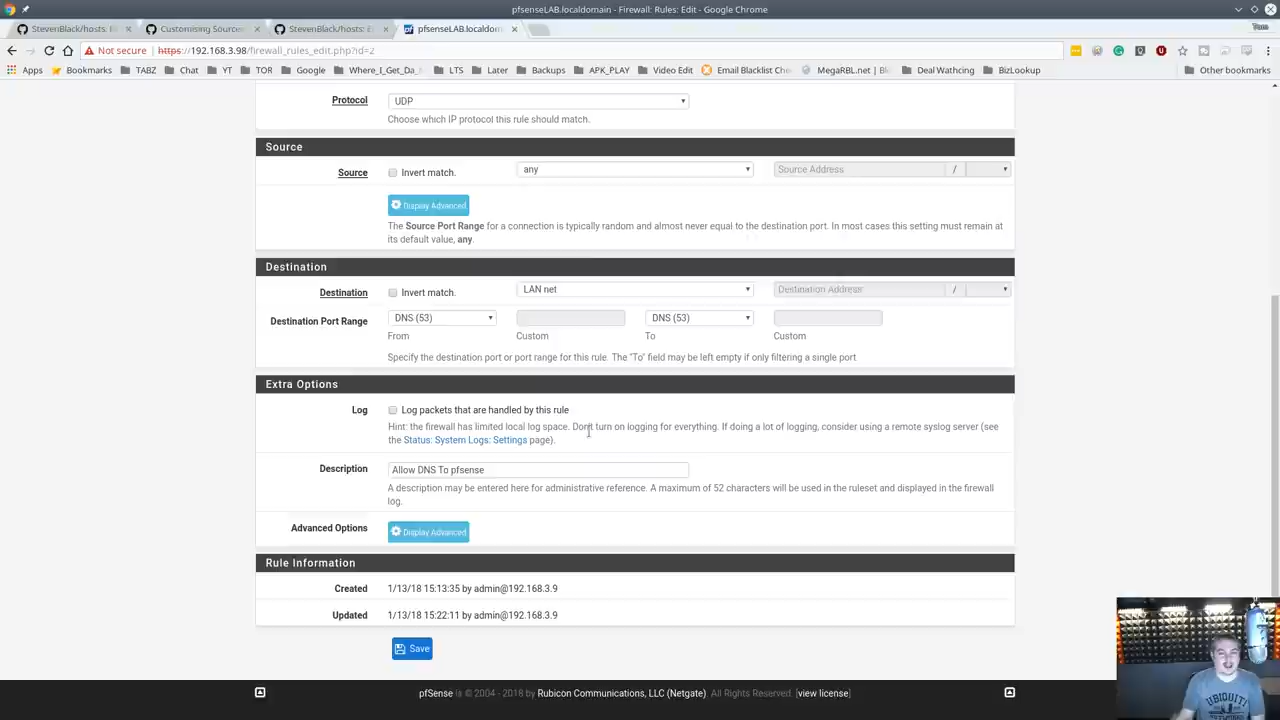 pfsenseLAB.localdomain - Firewall: Rules: Edit - Google Chrome
StevenBlack/hosts:
Customising Source
StevenBlack/hosts: E
pfsenseLAB.localdom
Tom
Not secure https://192.168.3.98/firewall_rules_edit.php?id=2
Apps Bookmarks TABZ Chat YT TOR Google Where_I_Get_Da_ LTS Later Backups APK_PLAY Video Edit Email Blacklist Che MegaRBL.net | Bl Deal Wathcing BizLookup Other bookmarks
Protocol UDP
Choose which IP protocol this rule should match.
Source
Source Invert match. any Source Address /
Display Advanced
The Source Port Range for a connection is typically random and almost never equal to the destination port. In most cases this setting must remain at
its default value, any.
Destination
Destination Invert match. LAN net Destination Address /
Destination Port Range DNS (53) DNS (53)
From Custom To Custom
Specify the destination port or port range for this rule. The "To" field may be left empty if only filtering a single port.
Extra Options
Log Log packets that are handled by this rule
Hint: the firewall has limited local log space. Don't turn on logging for everything. If doing a lot of logging, consider using a remote syslog server (see
the Status: System Logs: Settings page).
Description Allow DNS To pfsense
A description may be entered here for administrative reference. A maximum of 52 characters will be used in the ruleset and displayed in the firewall
log.
Advanced Options Display Advanced
Rule Information
Created 1/13/18 15:13:35 by admin@192.168.3.9
Updated 1/13/18 15:22:11 by admin@192.168.3.9
Save
pfSense is © 2004 - 2018 by Rubicon Communications, LLC (Netgate). All Rights Reserved. [view license]
UBIQUITI